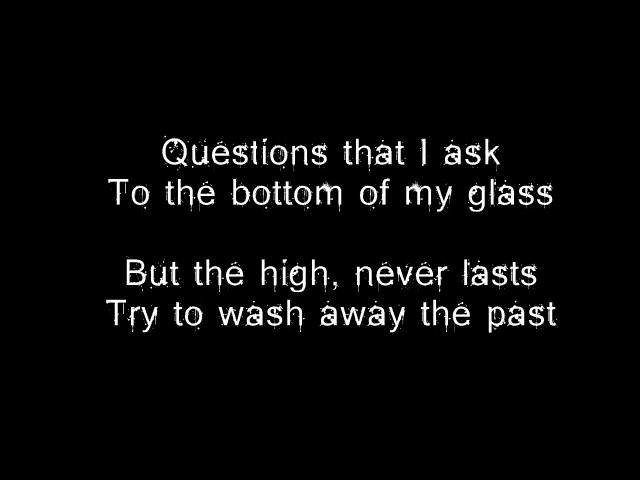 Questions that I ask
To the bottom of my glass
But the high, never lasts
Try to wash away the past